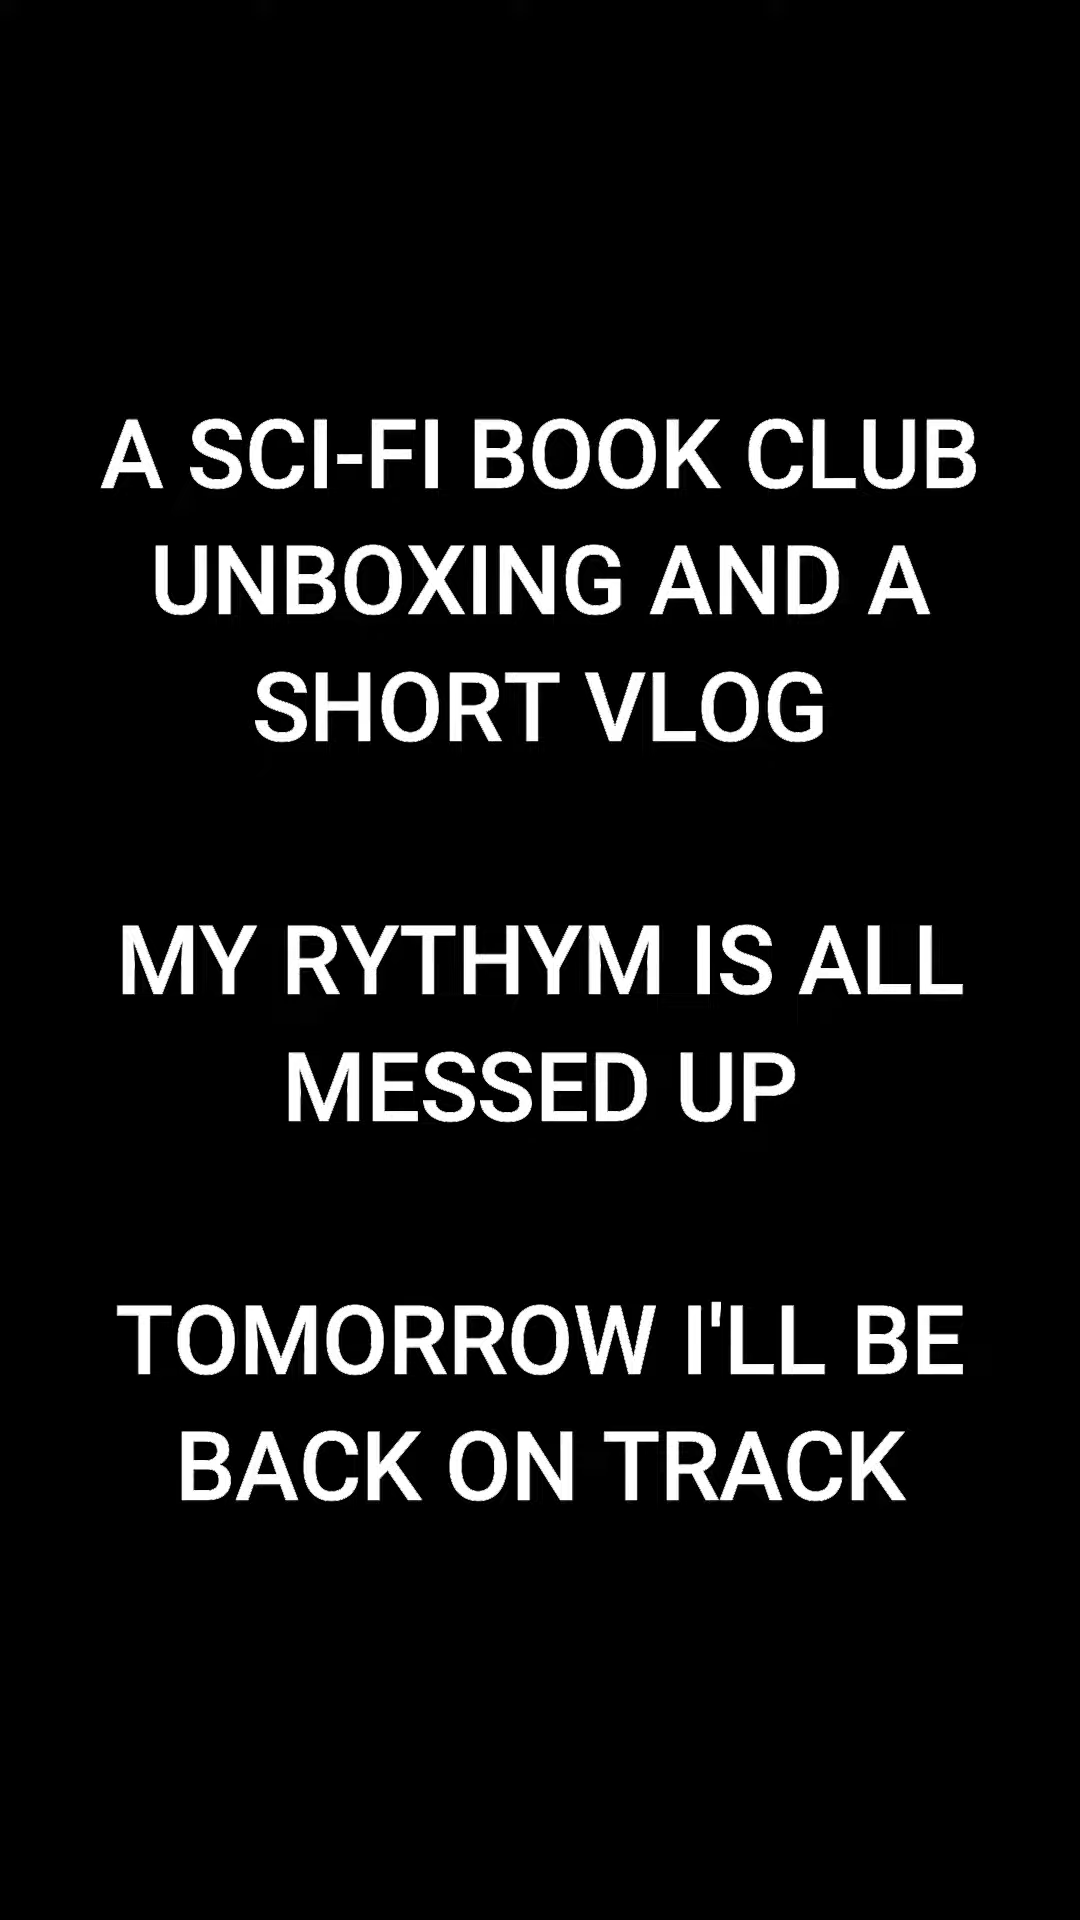 A SCI-FI BOOK CLUB
UNBOXING AND A
SHORT VLOG
MY RYTHYM IS ALL
MESSED UP
TOMORROW I'LL BE
BACK ON TRACK